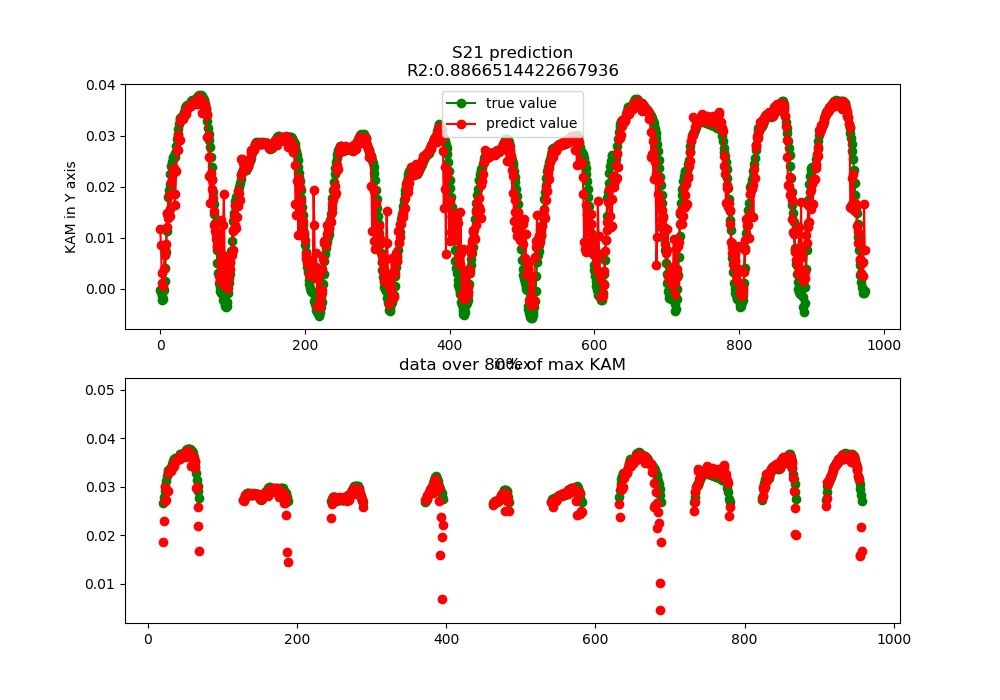 S21 prediction
R2:0.8866514422667936
true value
predict value
KAM in Y axis
0.04
0.03
0.02
0.01
0.00
0 200 400 600 800 1000
index
data over 80% of max KAM
0.05
0.04
0.03
0.02
0.01
0 200 400 600 800 1000